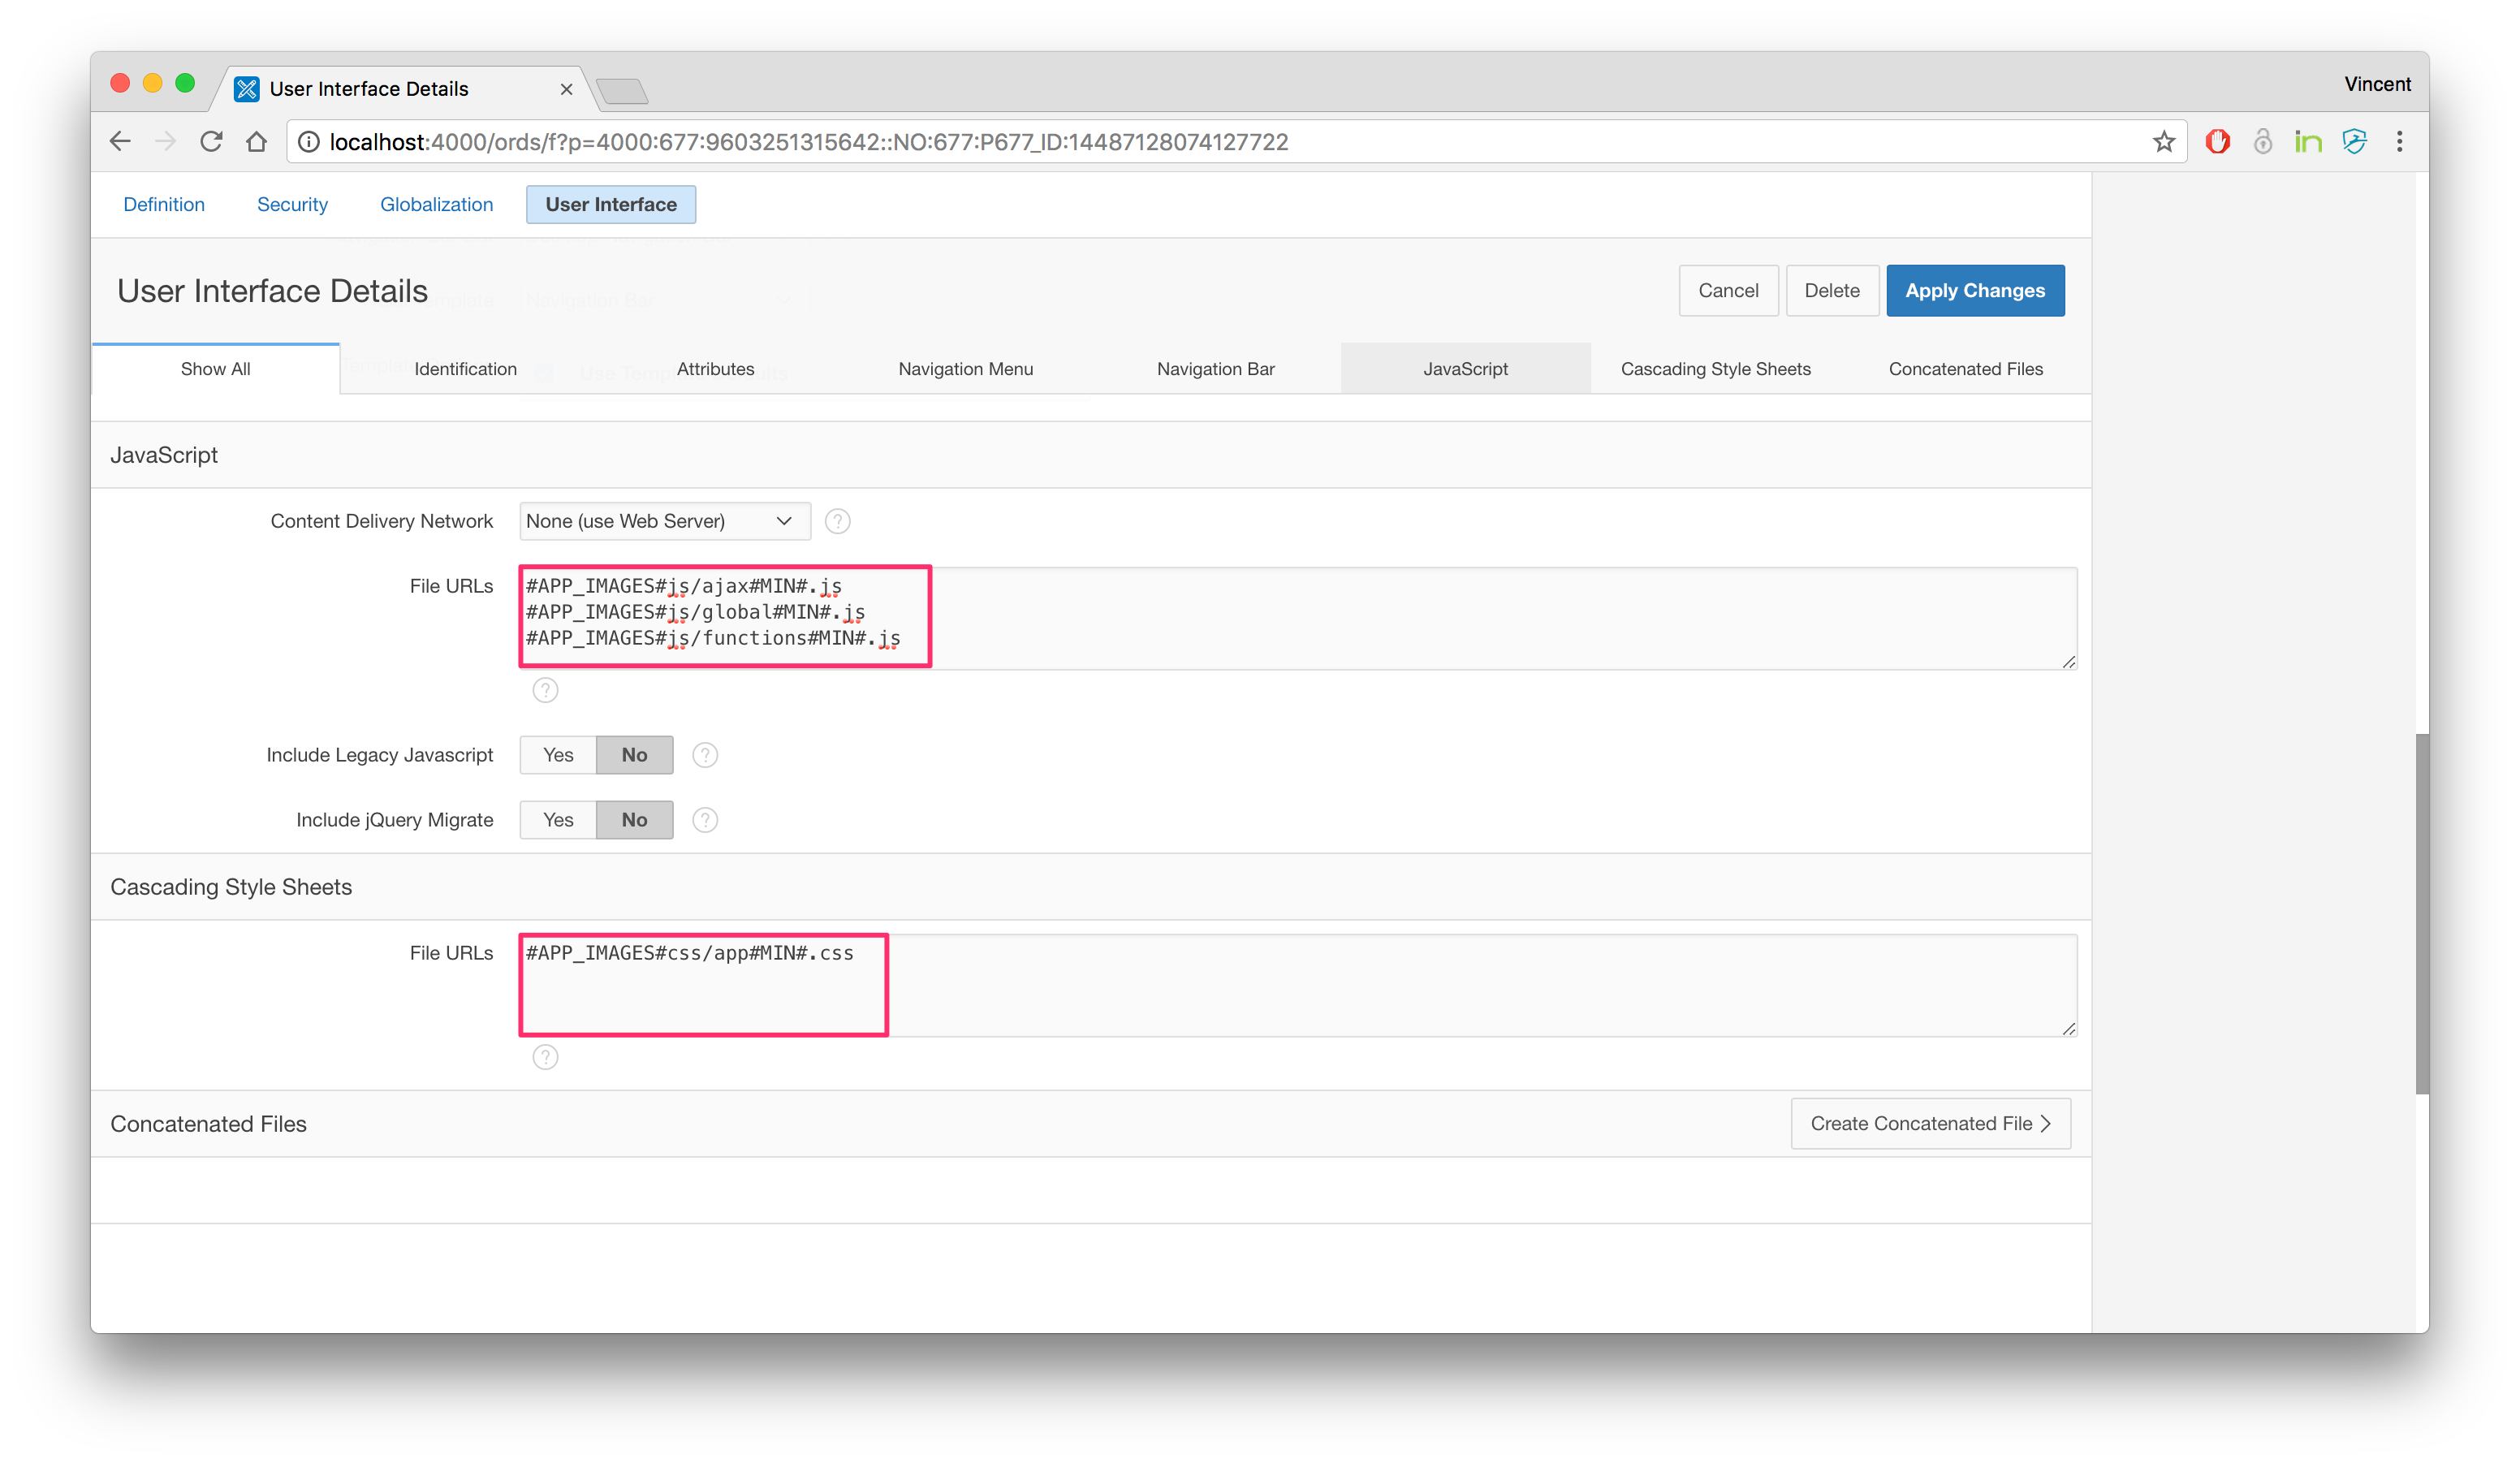 User Interface Details
Vincent
localhost:4000/ords/f?p=4000:677:9603251315642::NO:677:P677_ID:14487128074127722
in
Definition Security Globalization User Interface
User Interface Details
Cancel Delete Apply Changes
Show All Identification Attributes Navigation Menu Navigation Bar JavaScript Cascading Style Sheets Concatenated Files
JavaScript
Content Delivery Network None (use Web Server) ?
File URLs
#APP_IMAGES#js/ajax#MIN#.js
#APP_IMAGES#js/global#MIN#.js
#APP_IMAGES#js/functions#MIN#.js
?
Include Legacy Javascript Yes No ?
Include jQuery Migrate Yes No ?
Cascading Style Sheets
File URLs #APP_IMAGES#css/app#MIN#.css
?
Concatenated Files Create Concatenated File